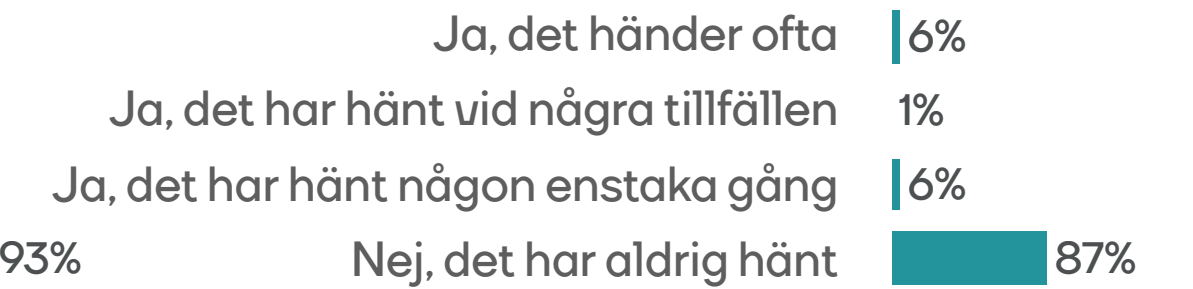 Ja, det händer ofta 6%
Ja, det har hänt vid några tillfällen 1%
Ja, det har hänt någon enstaka gång 6%
93% Nej, det har aldrig hänt 87%